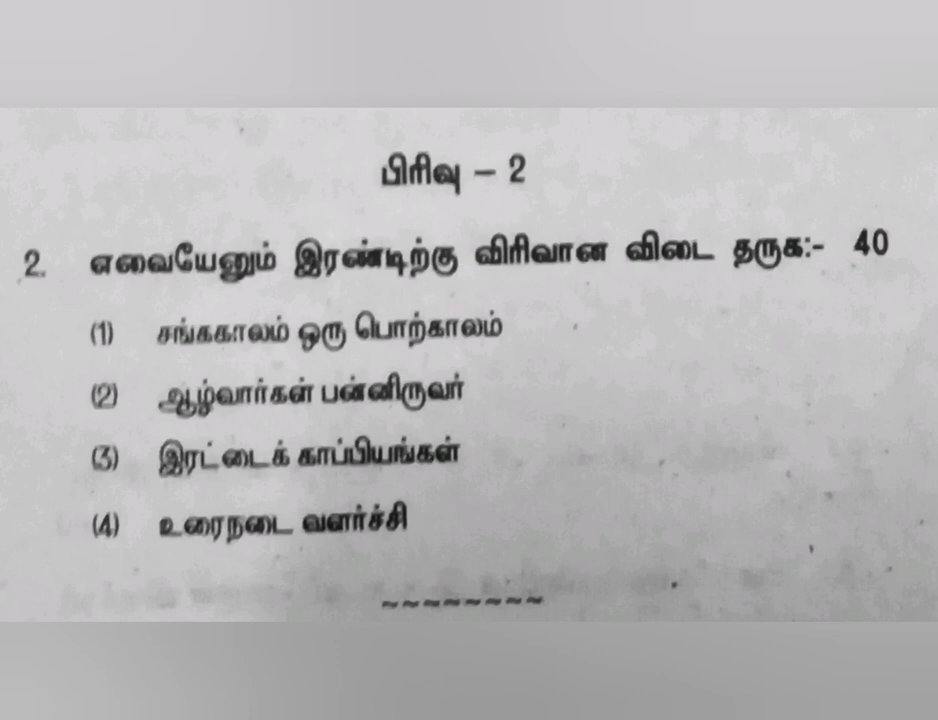 பிரிவு – 2
2. எவையேனும் இரண்டிற்கு விரிவான விடை தருக:- 40
(1) சங்ககாலம் ஒரு பொற்காலம்
(2) ஆழ்வார்கள் பன்னிருவர்
(3) இரட்டைக் காப்பியங்கள்
(4) உரைநடை வளர்ச்சி
~~~~~~~~